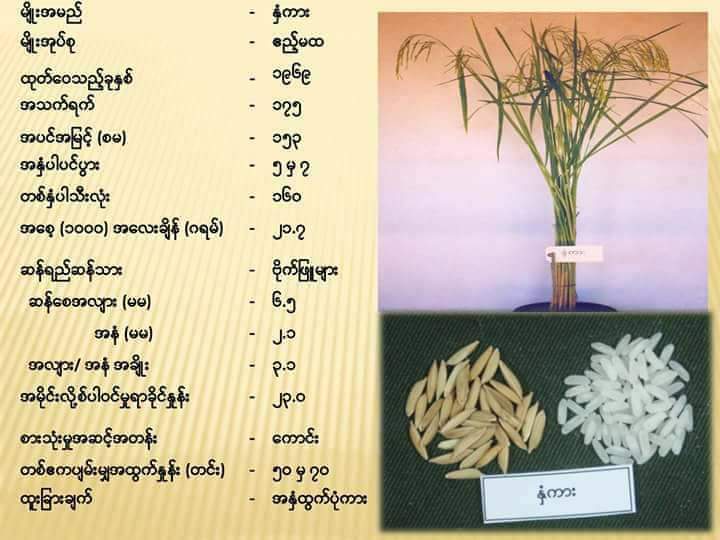 မျိုးအမည် - နှံကား
မျိုးအုပ်စု - ဧည့်မထ
ထုတ်ဝေသည့်ခုနှစ် - ၁၉၆၉
အသက်ရက် - ၁၇၅
အပင်အမြင့် (စမ) - ၁၅၃
အနှံပါပင်ပွား - ၅ မှ ၇
တစ်နှံပါသီးလုံး - ၁၆၀
အစေ့ (၁၀၀၀) အလေးချိန် (ဂရမ်) - ၂၁.၇
ဆန်ရည်ဆန်သား - ဗိုက်ဖြူများ
ဆန်စေအလျား (မမ) - ၆.၅
အနံ (မမ) - ၂.၁
အလျား/ အနံ အချိုး - ၃.၁
အမိုင်းလို့စ်ပါဝင်မှုရာခိုင်နှုန်း - ၂၃.၀
စားသုံးမှုအဆင့်အတန်း - ကောင်း
တစ်ဧကပျမ်းမျှအထွက်နှုန်း (တင်း) - ၅၀ မှ ၇၀
ထူးခြားချက် - အနှံထွက်ပုံကား
နှံကား
နှံကား